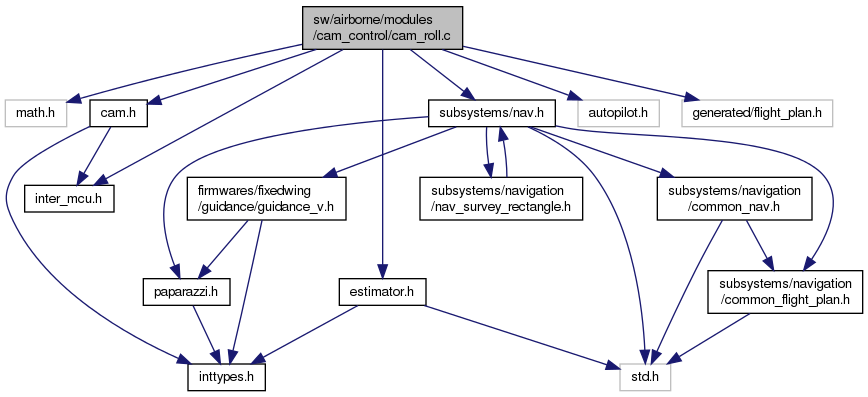 sw/airborne/modules
/cam_control/cam_roll.c
math.h
cam.h
subsystems/nav.h
autopilot.h
generated/flight_plan.h
inter_mcu.h
firmwares/fixedwing
/guidance/guidance_v.h
subsystems/navigation
/nav_survey_rectangle.h
subsystems/navigation
/common_nav.h
paparazzi.h
estimator.h
subsystems/navigation
/common_flight_plan.h
inttypes.h
std.h